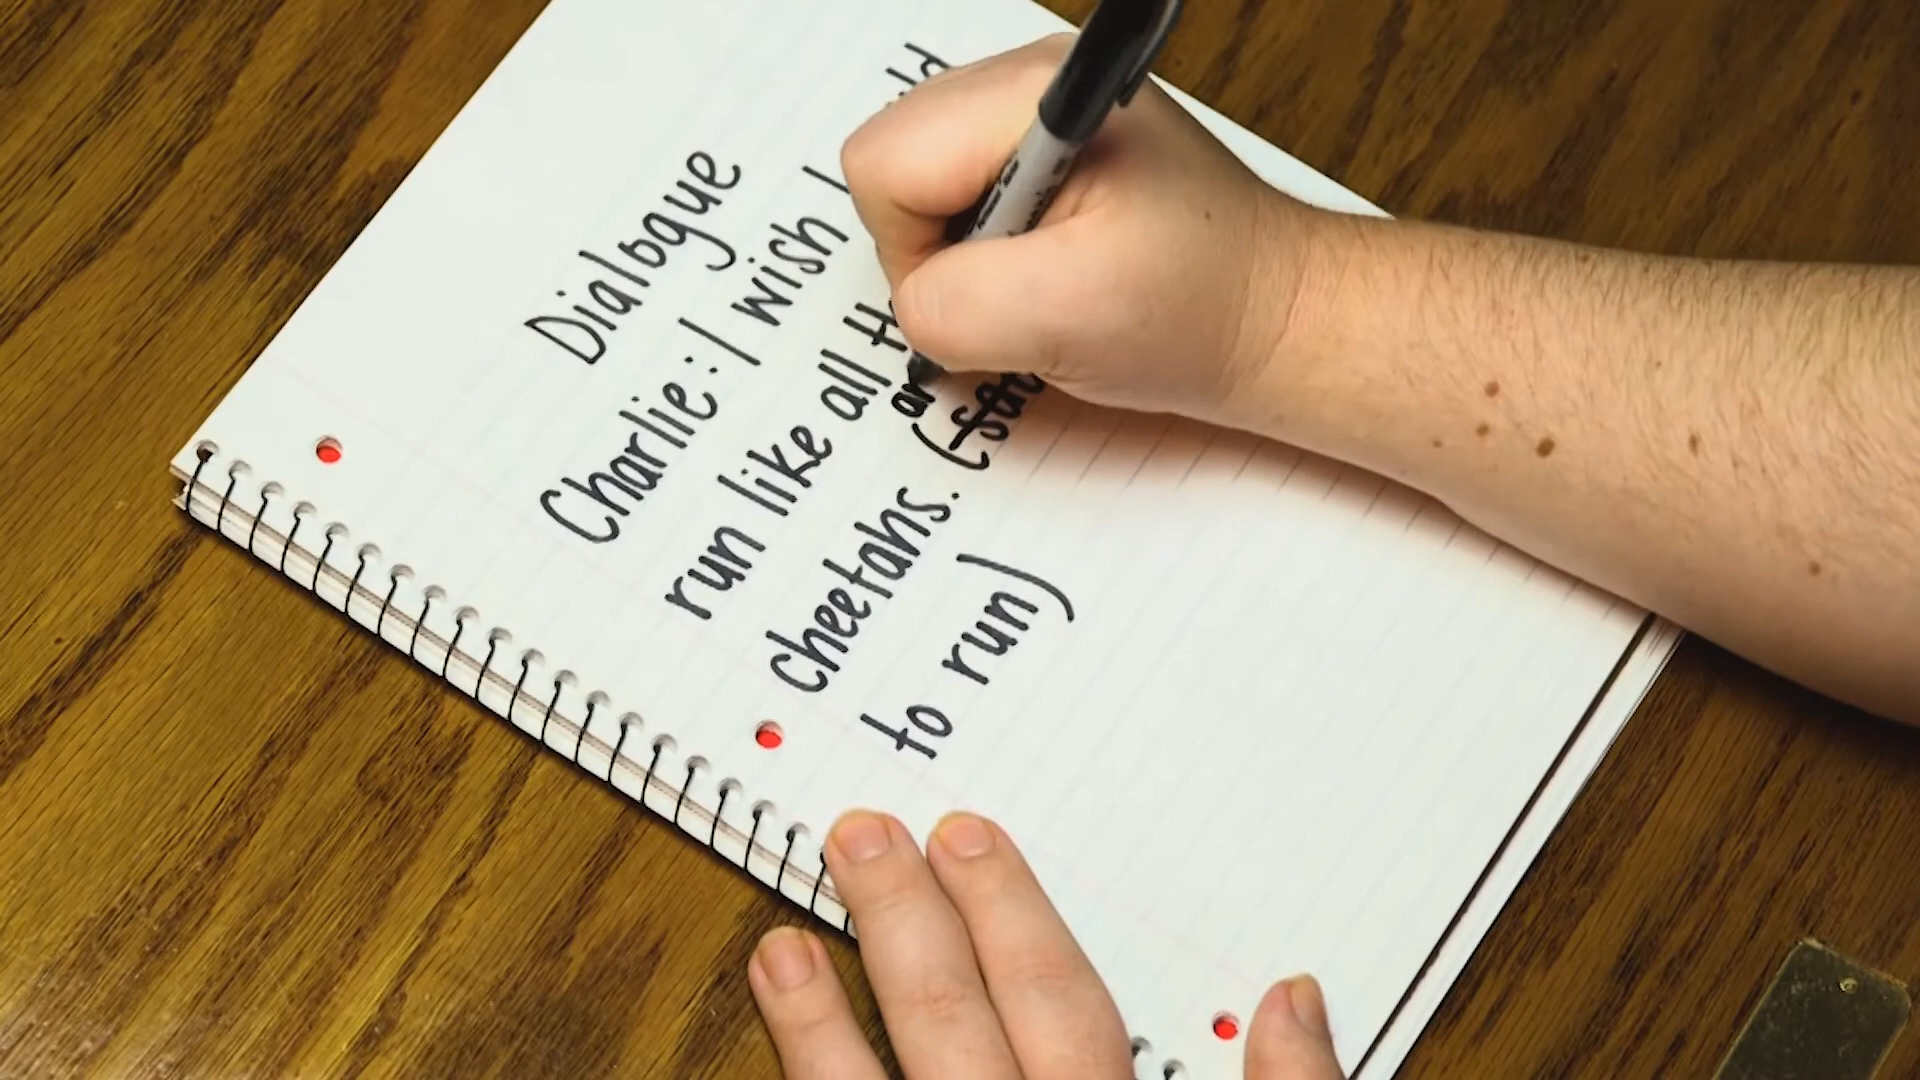 Dialogue
Charlie: I wish I
run like all
cheetahs. (
to run)